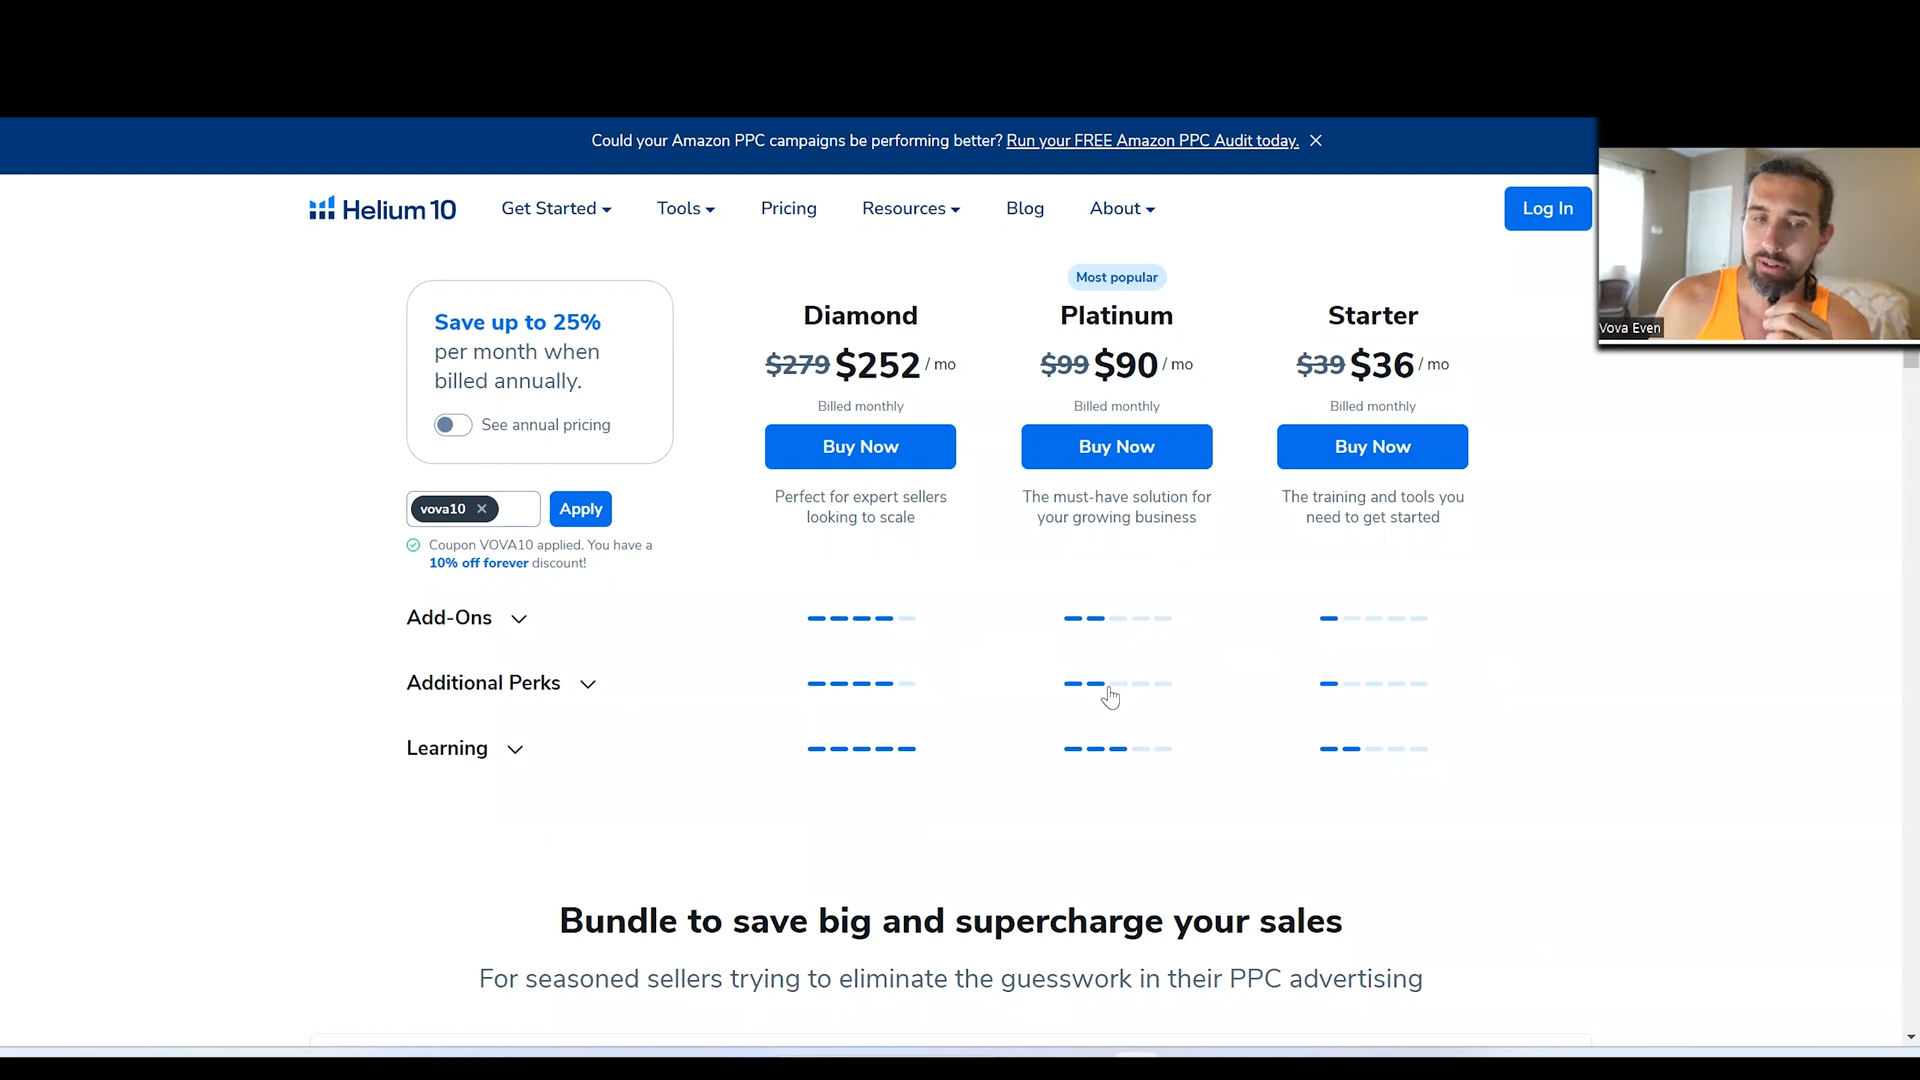 Could your Amazon PPC campaigns be performing better? Run your FREE Amazon PPC Audit today.
Helium 10
Get Started
Tools
Pricing
Resources
Blog
About
Log In
Vova Even
Save up to 25%
per month when
billed annually.
See annual pricing
vova10
Apply
Coupon VOVA10 applied. You have a
10% off forever discount!
Diamond
$279 $252 / mo
Billed monthly
Buy Now
Perfect for expert sellers
looking to scale
Most popular
Platinum
$99 $90 / mo
Billed monthly
Buy Now
The must-have solution for
your growing business
Starter
$39 $36 / mo
Billed monthly
Buy Now
The training and tools you
need to get started
Add-Ons
Additional Perks
Learning
Bundle to save big and supercharge your sales
For seasoned sellers trying to eliminate the guesswork in their PPC advertising